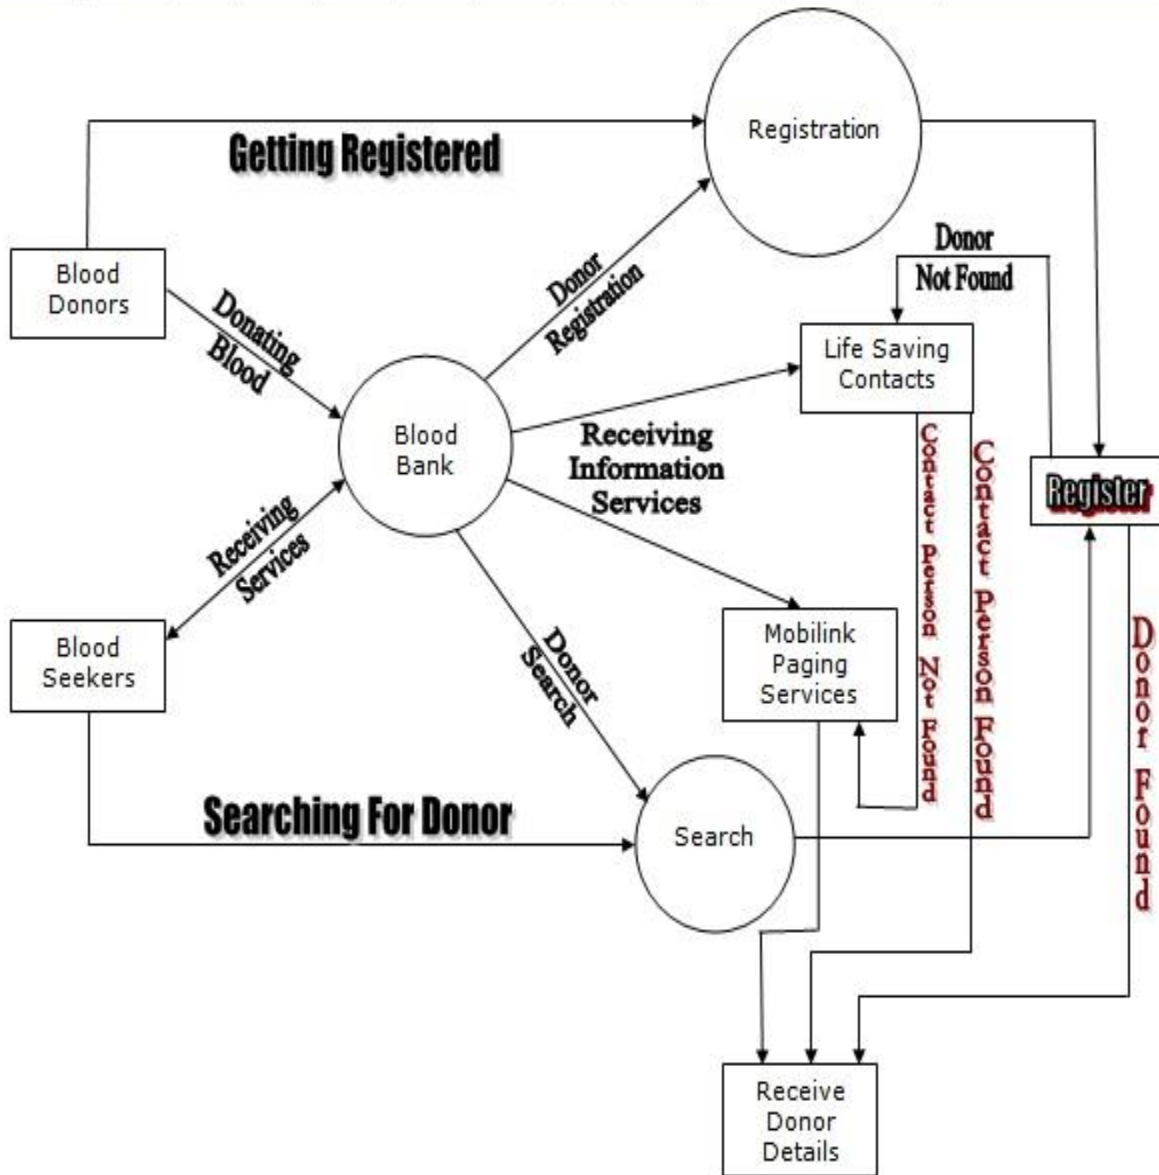 Registration
Getting Registered
Donor
Not Found
Blood
Donors
Donor
Registration
Donating
Blood
Life Saving
Contacts
Blood
Bank
Receiving
Information
Services
Contact Person Not Found
Contact Person Found
Register
Receiving
Services
Blood
Seekers
Donor
Search
Mobilink
Paging
Services
Donor Found
Searching For Donor
Search
Receive
Donor
Details